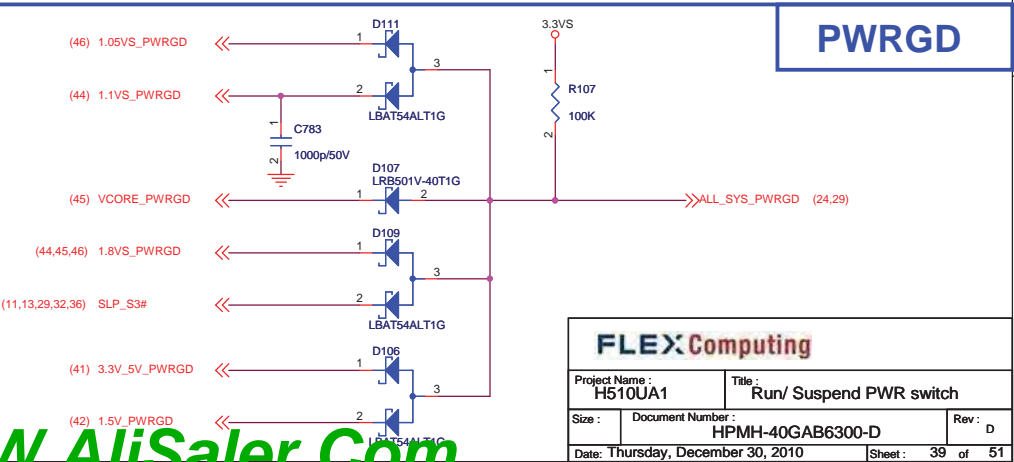 PWRGD
D111
3.3VS
(46) 1.05VS_PWRGD
1
3
1
R107
100K
2
(44) 1.1VS_PWRGD
2
LBAT54ALT1G
1
C783
1000p/50V
2
D107
LRB501V-40T1G
(45) VCORE_PWRGD
1
2
ALL_SYS_PWRGD (24,29)
D109
(44,45,46) 1.8VS_PWRGD
1
3
(11,13,29,32,36) SLP_S3#
2
LBAT54ALT1G
D106
(41) 3.3V_5V_PWRGD
1
3
(42) 1.5V_PWRGD
2
LBAT54ALT1G
W.AliSaler.Com
FLEXComputing
Project Name :
H510UA1
Title :
Run/ Suspend PWR switch
Size :
Document Number :
HPMH-40GAB6300-D
Rev :
D
Date: Thursday, December 30, 2010
Sheet : 39 of 51